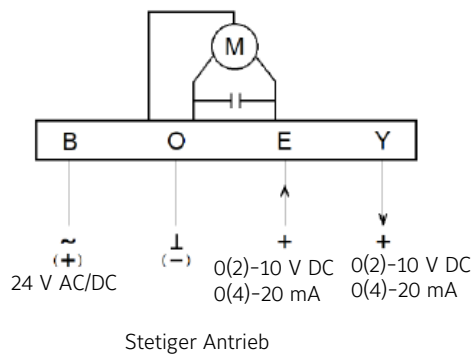 M
B O E Y
~ ⊥ + +
(+) (−)
24 V AC/DC 0(2)-10 V DC 0(2)-10 V DC
0(4)-20 mA 0(4)-20 mA
Stetiger Antrieb